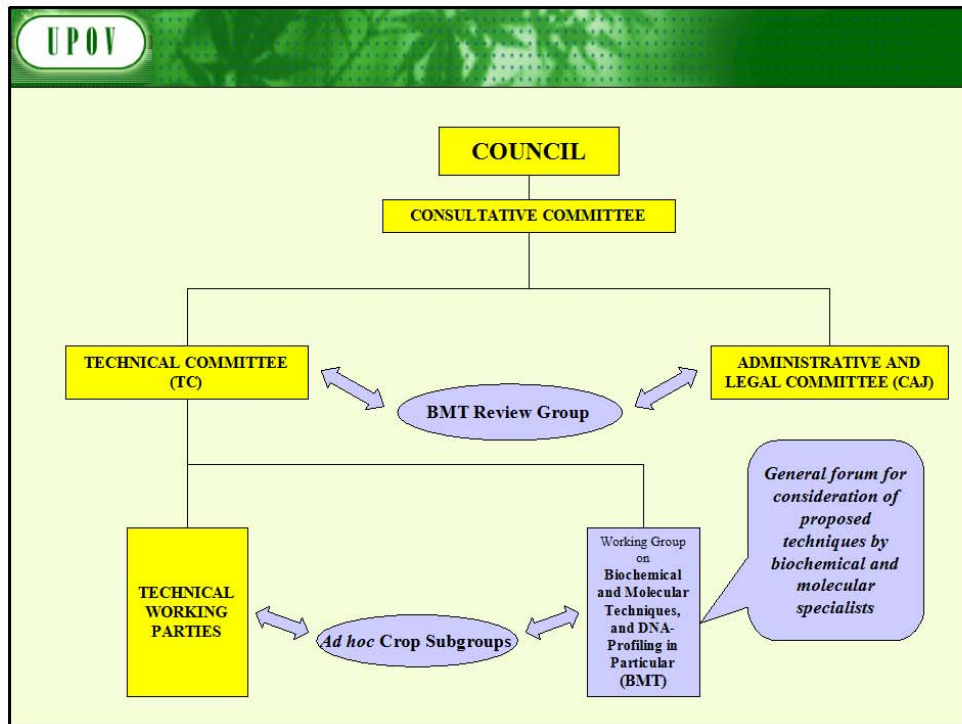 UPOV
COUNCIL
CONSULTATIVE COMMITTEE
TECHNICAL COMMITTEE
(TC)
ADMINISTRATIVE AND
LEGAL COMMITTEE (CAJ)
BMT Review Group
General forum for
consideration of
proposed
techniques by
biochemical and
molecular
specialists
TECHNICAL
WORKING
PARTIES
Ad hoc Crop Subgroups
Working Group
on
Biochemical
and Molecular
Techniques,
and DNA-
Profiling in
Particular
(BMT)